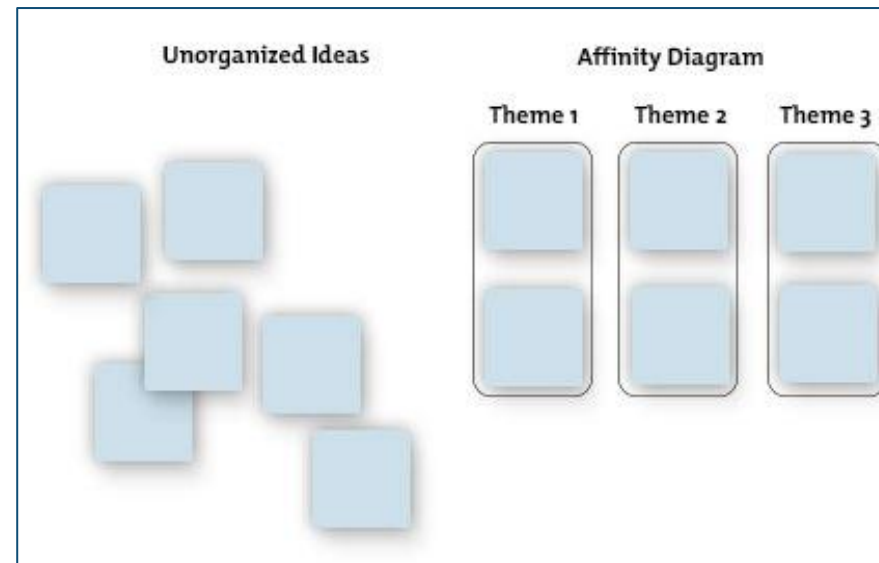 Unorganized Ideas
Affinity Diagram
Theme 1
Theme 2
Theme 3